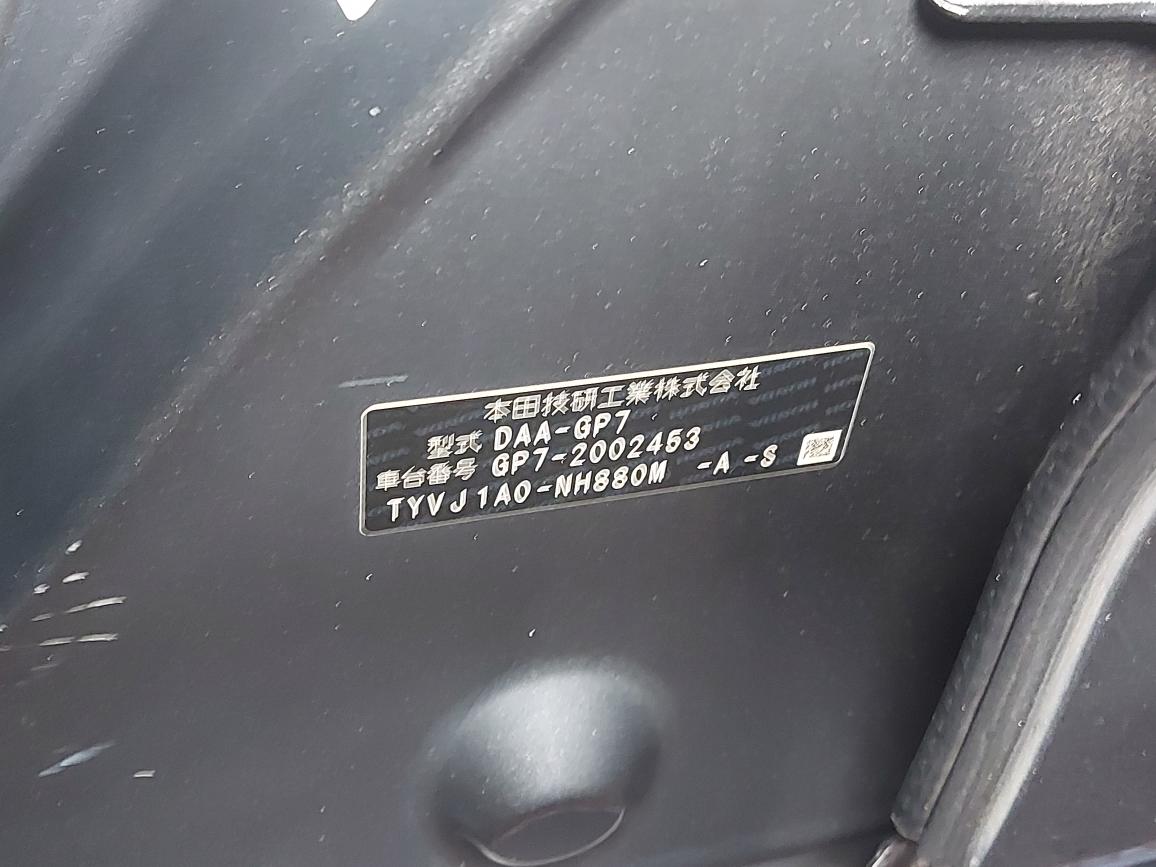 本田技研工業株式会社
型式 DAA-GP7
車台番号 GP7-2002453
TYVJ1A0-NH880M -A -S